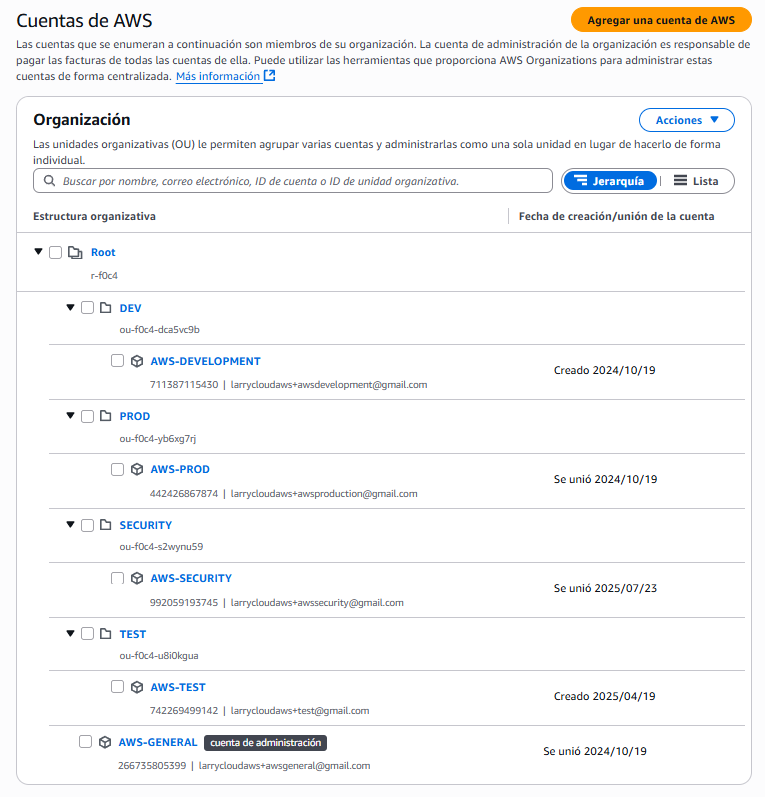 Cuentas de AWS
Agregar una cuenta de AWS
Las cuentas que se enumeran a continuación son miembros de su organización. La cuenta de administración de la organización es responsable de
pagar las facturas de todas las cuentas de ella. Puede utilizar las herramientas que proporciona AWS Organizations para administrar estas
cuentas de forma centralizada. Más información
Organización
Acciones
Las unidades organizativas (OU) le permiten agrupar varias cuentas y administrarlas como una sola unidad en lugar de hacerlo de forma
individual.
Buscar por nombre, correo electrónico, ID de cuenta o ID de unidad organizativa.
Jerarquía | Lista
Estructura organizativa
Fecha de creación/unión de la cuenta
Root
r-f0c4
DEV
ou-f0c4-dca5vc9b
AWS-DEVELOPMENT
711387115430 | larrycloudaws+awsdevelopment@gmail.com
Creado 2024/10/19
PROD
ou-f0c4-yb6xg7rj
AWS-PROD
442426867874 | larrycloudaws+awsproduction@gmail.com
Se unió 2024/10/19
SECURITY
ou-f0c4-s2wynu59
AWS-SECURITY
992059193745 | larrycloudaws+awssecurity@gmail.com
Se unió 2025/07/23
TEST
ou-f0c4-u8i0kgua
AWS-TEST
742269499142 | larrycloudaws+test@gmail.com
Creado 2025/04/19
AWS-GENERAL cuenta de administración
266735805399 | larrycloudaws+awsgeneral@gmail.com
Se unió 2024/10/19